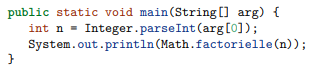 public static void main(String[] arg) {
int n = Integer.parseInt(arg[0]);
System.out.println(Math.factorielle(n));
}